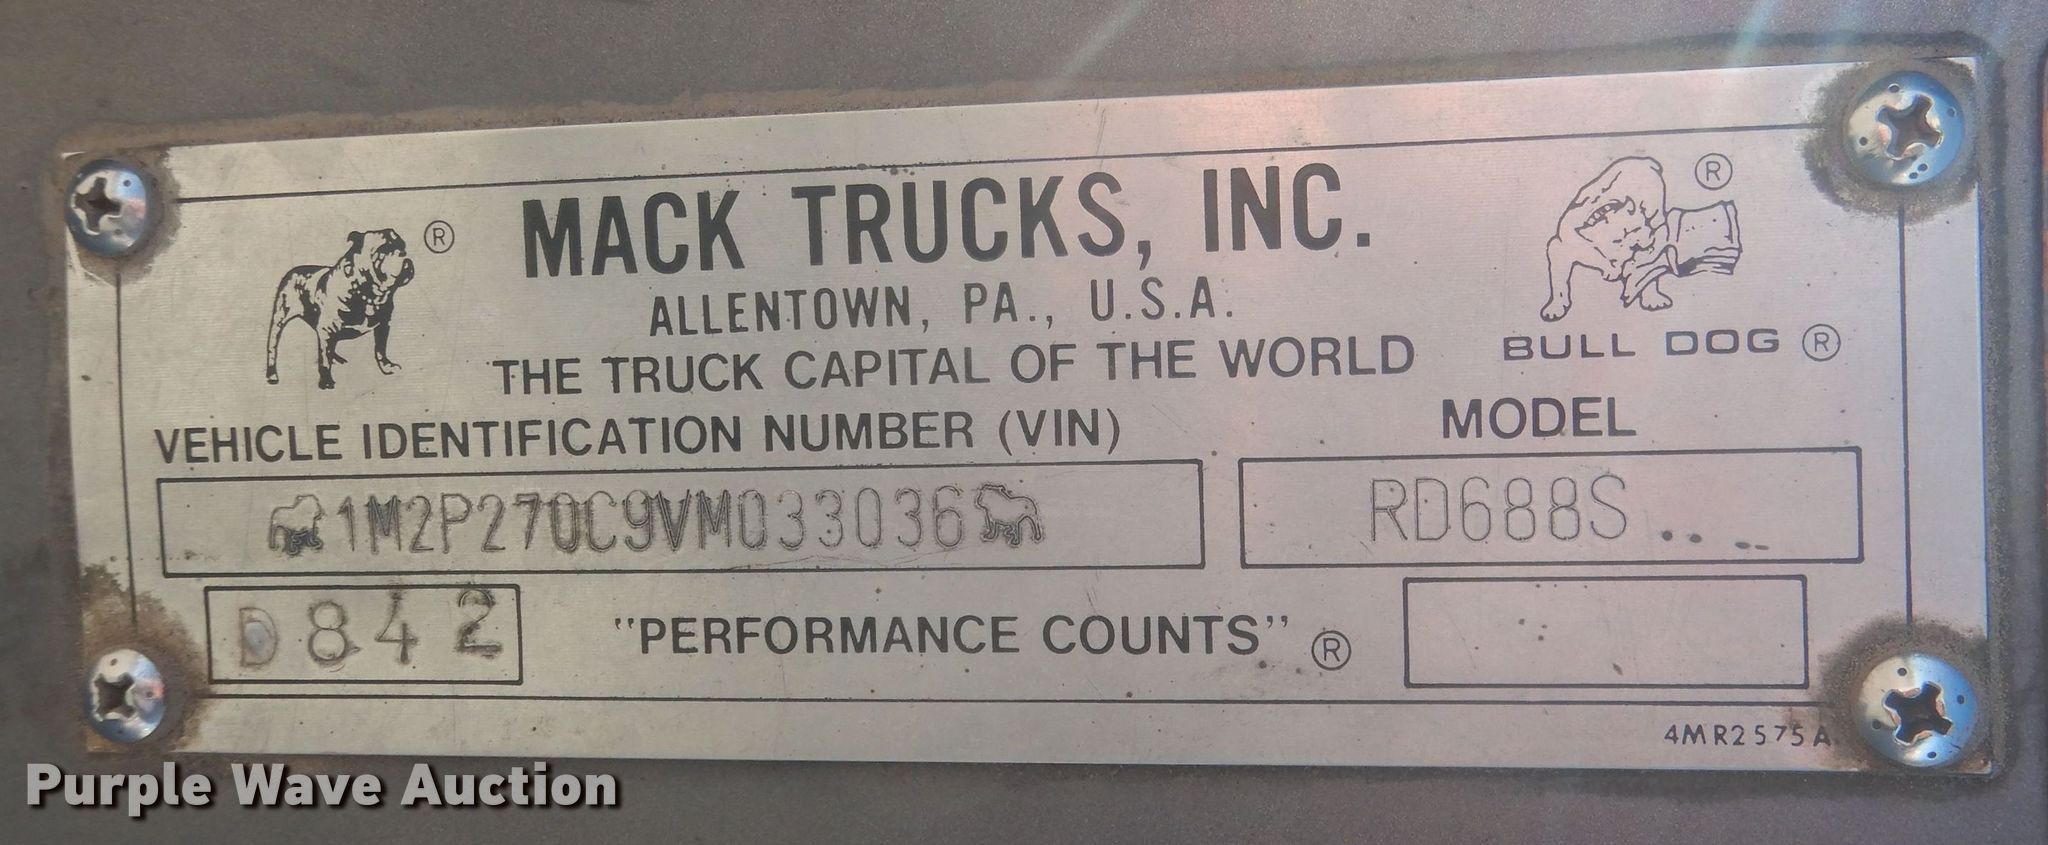 MACK TRUCKS, INC.
ALLENTOWN, PA., U.S.A.
THE TRUCK CAPITAL OF THE WORLD
®
®
BULL DOG ®
VEHICLE IDENTIFICATION NUMBER (VIN)
MODEL
1M2P270C9VM033036
RD688S
D842
"PERFORMANCE COUNTS" ®
4MR2575A
Purple Wave Auction